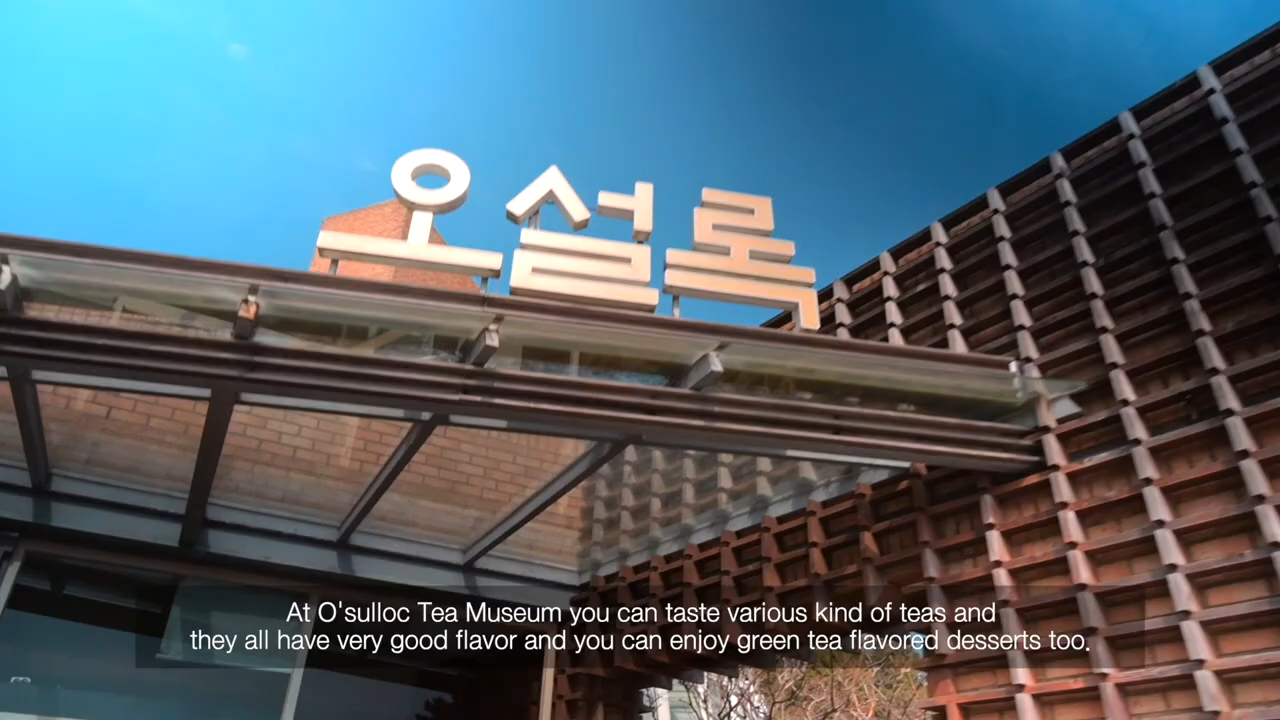 오설록
At O'sulloc Tea Museum you can taste various kind of teas and
they all have very good flavor and you can enjoy green tea flavored desserts too.